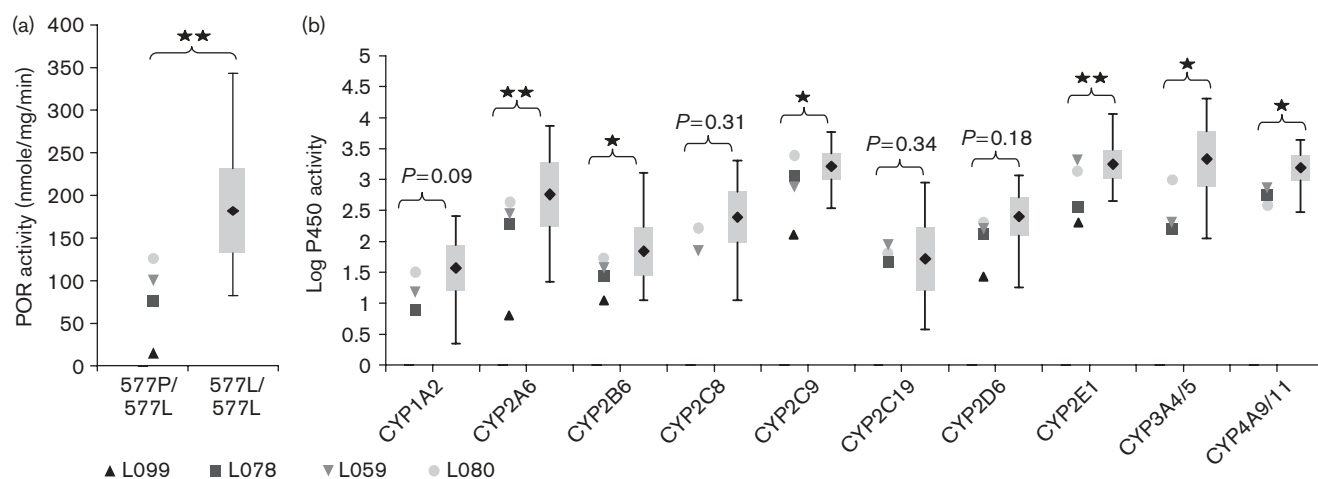 (a)
POR activity (nmole/mg/min)
400
350
300
250
200
150
100
50
0
★★
577P/
577L
577L/
577L
(b)
Log P450 activity
5
4.5
4
3.5
3
2.5
2
1.5
1
0.5
0
P=0.09
★★
★
P=0.31
★
P=0.34
P=0.18
★★
★
★
CYP1A2
CYP2A6
CYP2B6
CYP2C8
CYP2C9
CYP2C19
CYP2D6
CYP2E1
CYP3A4/5
CYP4A9/11
▲ L099 ■ L078 ▼ L059 ● L080